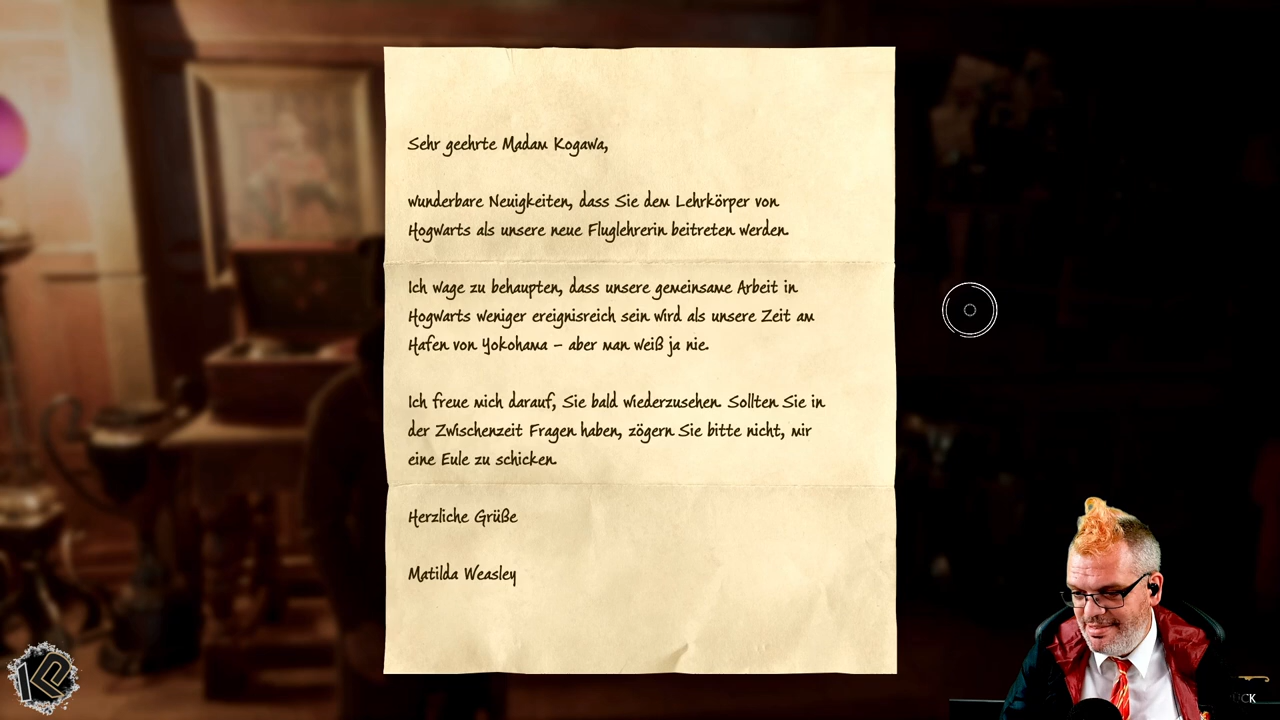 Sehr geehrte Madam Kogawa,
wunderbare Neuigkeiten, dass Sie dem Lehrkörper von
Hogwarts als unsere neue Fluglehrerin beitreten werden.
Ich wage zu behaupten, dass unsere gemeinsame Arbeit in
Hogwarts weniger ereignisreich sein wird als unsere Zeit am
Hafen von Yokohama – aber man weiß ja nie.
Ich freue mich darauf, Sie bald wiederzusehen. Sollten Sie in
der Zwischenzeit Fragen haben, zögern Sie bitte nicht, mir
eine Eule zu schicken.
Herzliche Grüße
Matilda Weasley